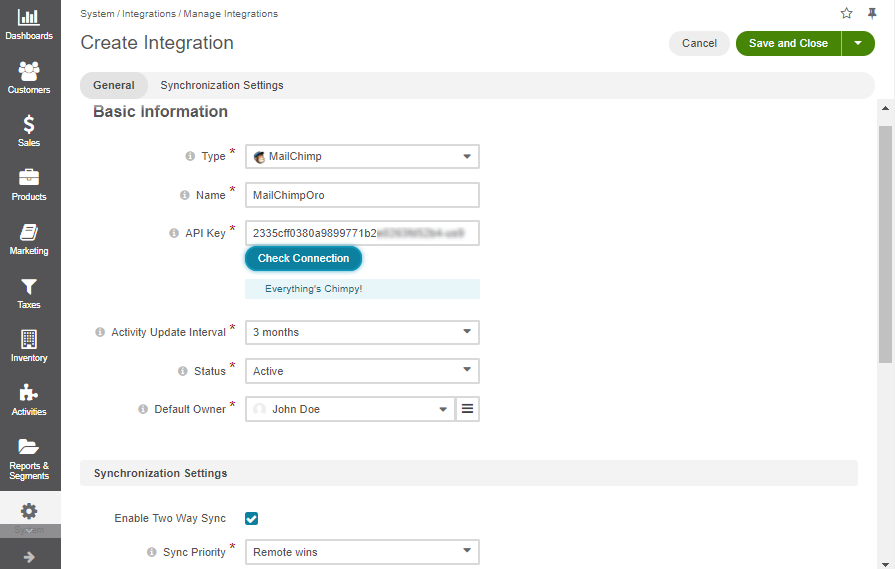 System / Integrations / Manage Integrations
Create Integration
Cancel
Save and Close
Dashboards
Customers
Sales
Products
Marketing
Taxes
Inventory
Activities
Reports &
Segments
System
General
Synchronization Settings
Basic Information
Type *
MailChimp
Name *
MailChimpOro
API Key *
2335cff0380a9899771b2
Check Connection
Everything's Chimpy!
Activity Update Interval *
3 months
Status *
Active
Default Owner *
John Doe
Synchronization Settings
Enable Two Way Sync
Sync Priority *
Remote wins